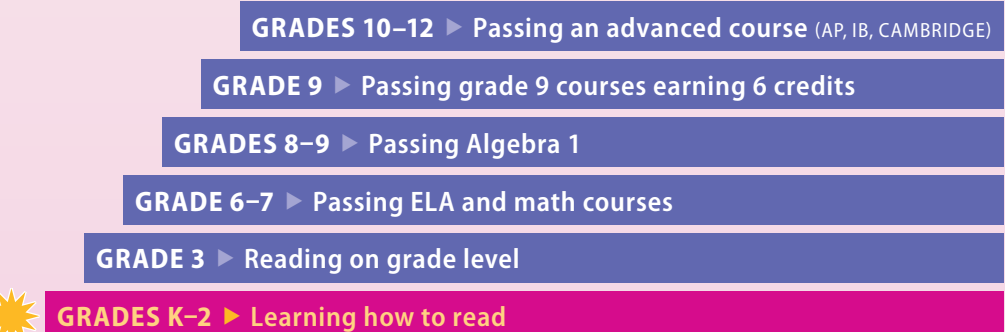 GRADES 10–12 ▶ Passing an advanced course (AP, IB, CAMBRIDGE)
GRADE 9 ▶ Passing grade 9 courses earning 6 credits
GRADES 8–9 ▶ Passing Algebra 1
GRADE 6–7 ▶ Passing ELA and math courses
GRADE 3 ▶ Reading on grade level
GRADES K–2 ▶ Learning how to read